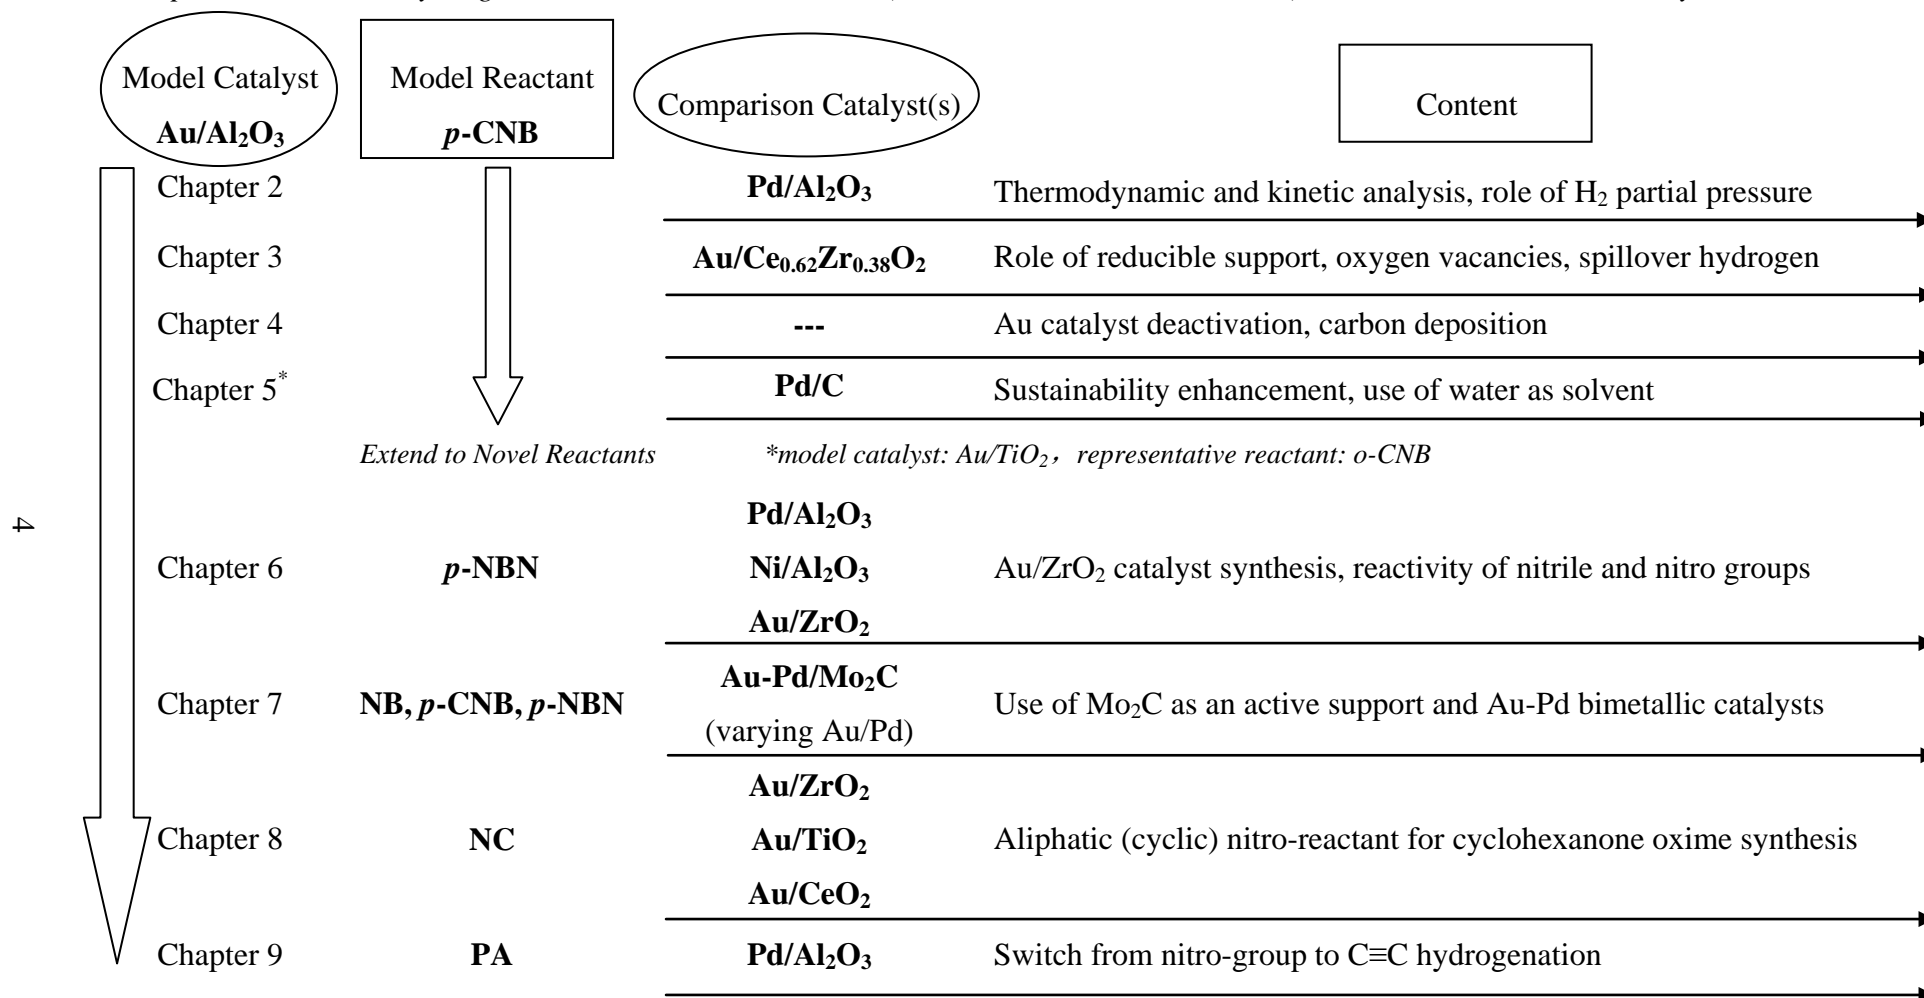 Model Catalyst
Au/Al₂O₃
Model Reactant
p-CNB
Comparison Catalyst(s)
Content
Chapter 2 Pd/Al₂O₃ Thermodynamic and kinetic analysis, role of H₂ partial pressure
Chapter 3 Au/Ce₀.₆₂Zr₀.₃₈O₂ Role of reducible support, oxygen vacancies, spillover hydrogen
Chapter 4 --- Au catalyst deactivation, carbon deposition
Chapter 5* Pd/C Sustainability enhancement, use of water as solvent
Extend to Novel Reactants *model catalyst: Au/TiO₂，representative reactant: o-CNB
Pd/Al₂O₃
Chapter 6 p-NBN Ni/Al₂O₃ Au/ZrO₂ catalyst synthesis, reactivity of nitrile and nitro groups
Au/ZrO₂
Au-Pd/Mo₂C
Chapter 7 NB, p-CNB, p-NBN Use of Mo₂C as an active support and Au-Pd bimetallic catalysts
(varying Au/Pd)
Au/ZrO₂
Chapter 8 NC Au/TiO₂ Aliphatic (cyclic) nitro-reactant for cyclohexanone oxime synthesis
Au/CeO₂
Chapter 9 PA Pd/Al₂O₃ Switch from nitro-group to C≡C hydrogenation
4